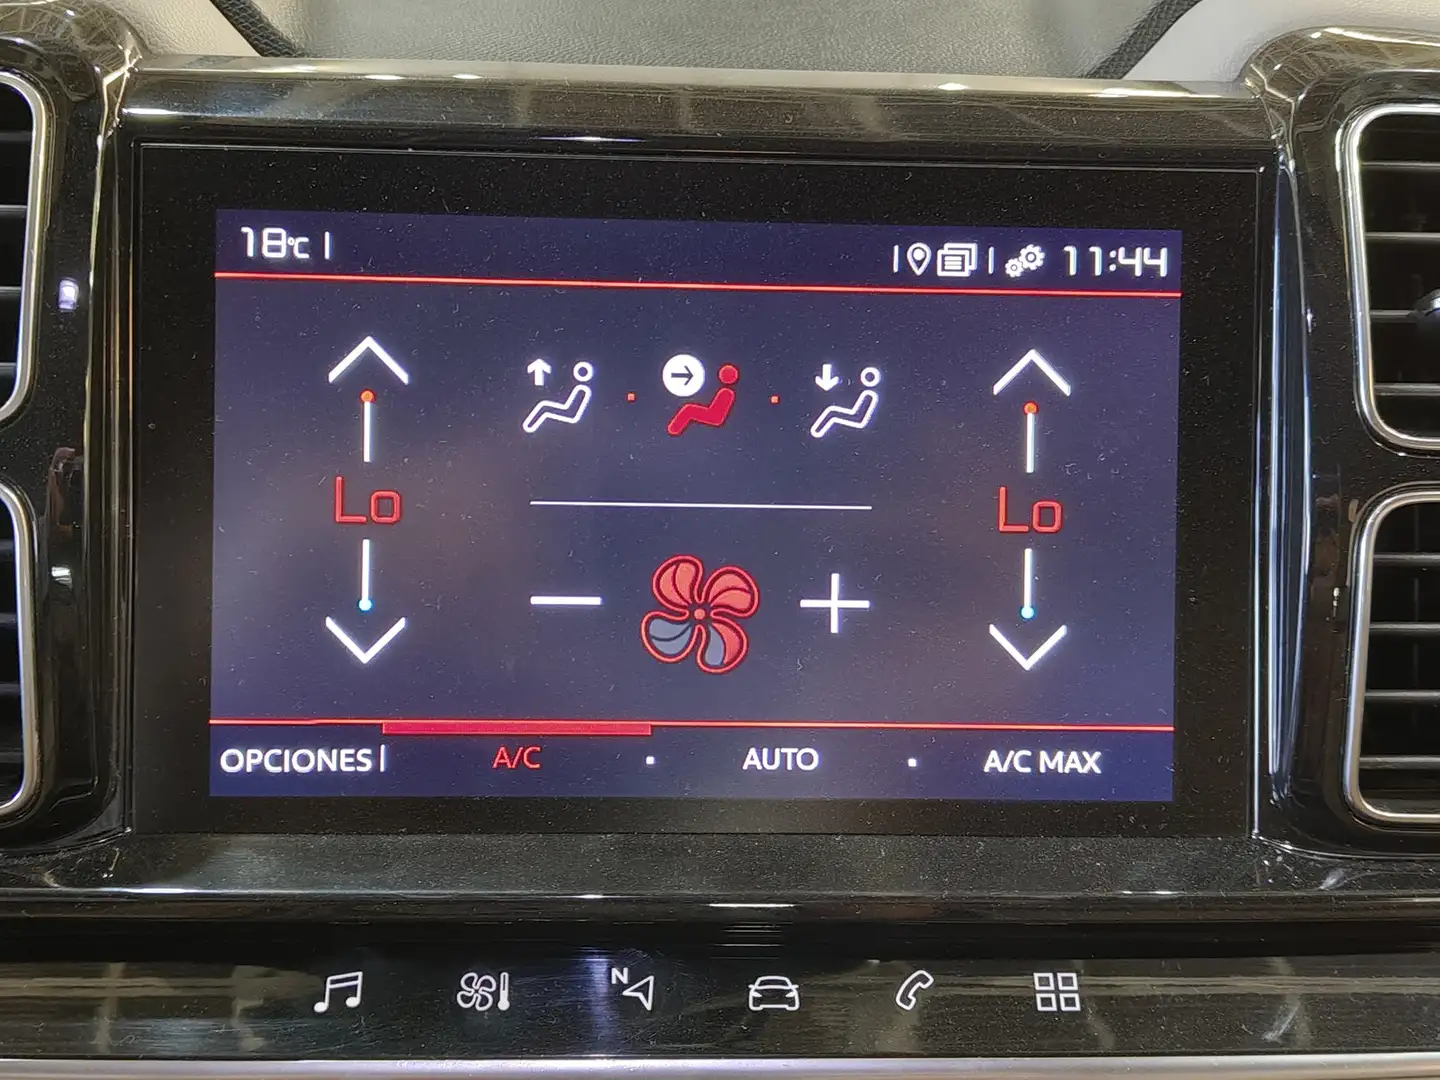 18°C
11:44
Lo
Lo
OPCIONES
A/C
AUTO
A/C MAX
N